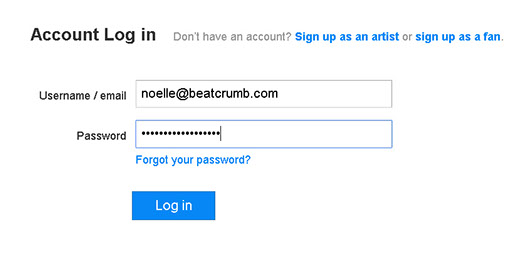 Account Log in Don't have an account? Sign up as an artist or sign up as a fan.
Username / email noelle@beatcrumb.com
Password ••••••••••••••••••
Forgot your password?
Log in